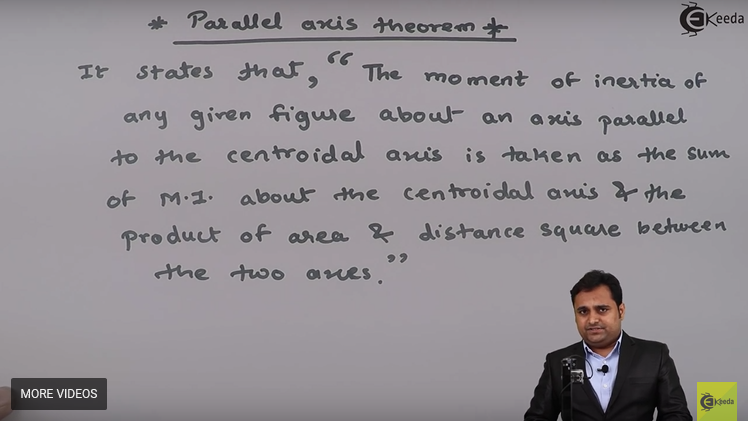 * Parallel axis theorem *
EKeeda
It states that, “The moment of inertia of
any given figure about an axis parallel
to the centroidal axis is taken as the sum
of M.I. about the centroidal axis & the
product of area & distance square between
the two axes.”
MORE VIDEOS
EKeeda